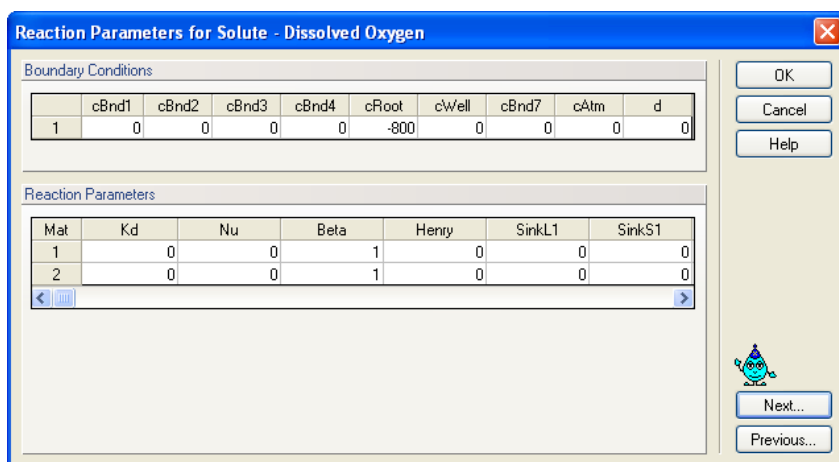 Reaction Parameters for Solute - Dissolved Oxygen
Boundary Conditions
cBnd1 cBnd2 cBnd3 cBnd4 cRoot cWell cBnd7 cAtm d
1 0 0 0 0 -800 0 0 0 0
Reaction Parameters
Mat Kd Nu Beta Henry SinkL1 SinkS1
1 0 0 1 0 0 0
2 0 0 1 0 0 0
OK
Cancel
Help
Next...
Previous...